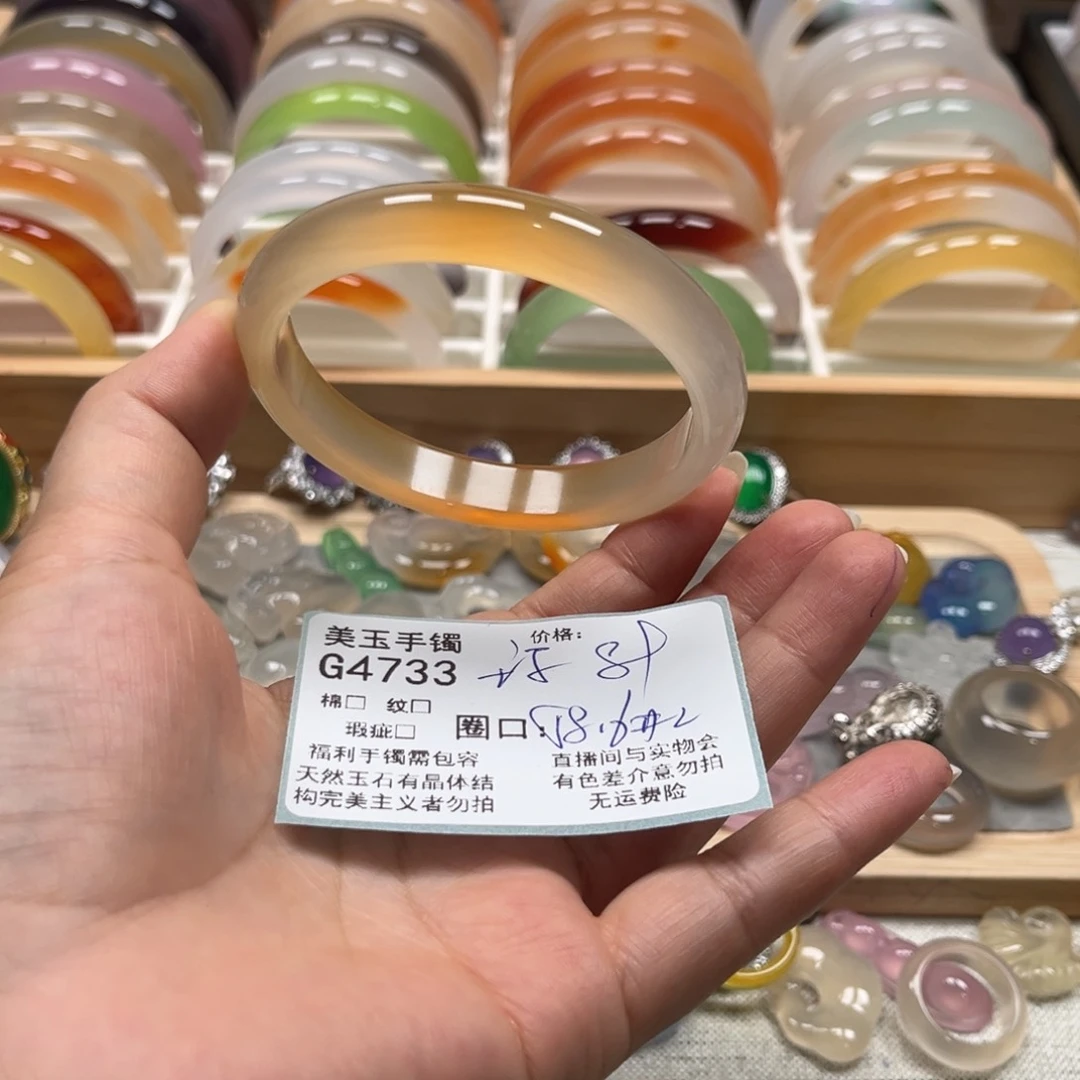 美玉手镯 价格:
G4733
棉□ 纹□
瑕疵□ 圈口: 58.6
福利手镯需包容 直播间与实物会
天然玉石有晶体结 有色差介意勿拍
构完美主义者勿拍 无运费险